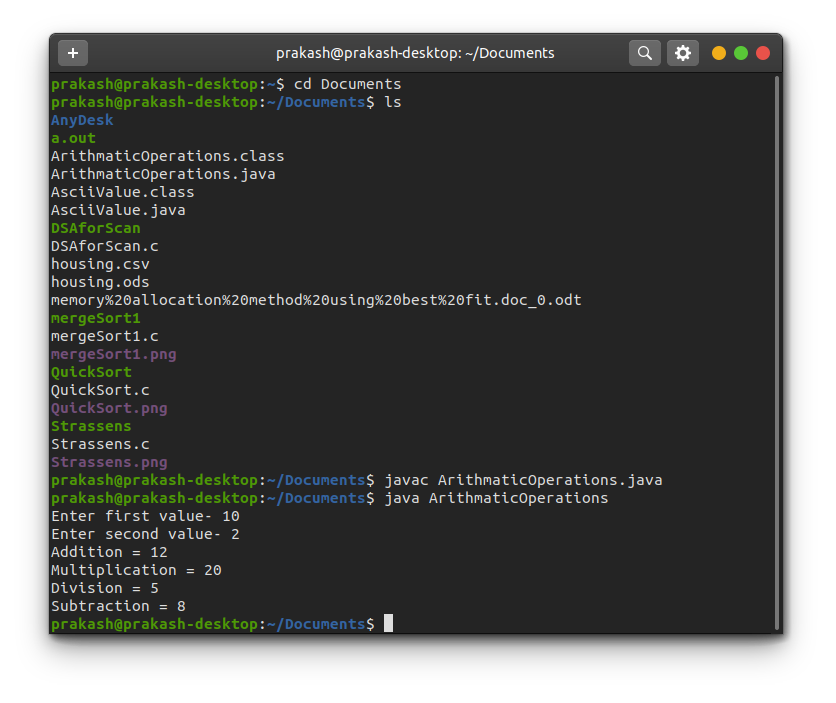 prakash@prakash-desktop: ~/Documents
prakash@prakash-desktop:~$ cd Documents
prakash@prakash-desktop:~/Documents$ ls
AnyDesk
a.out
ArithmaticOperations.class
ArithmaticOperations.java
AsciiValue.class
AsciiValue.java
DSAforScan
DSAforScan.c
housing.csv
housing.ods
memory%20allocation%20method%20using%20best%20fit.doc_0.odt
mergeSort1
mergeSort1.c
mergeSort1.png
QuickSort
QuickSort.c
QuickSort.png
Strassens
Strassens.c
Strassens.png
prakash@prakash-desktop:~/Documents$ javac ArithmaticOperations.java
prakash@prakash-desktop:~/Documents$ java ArithmaticOperations
Enter first value- 10
Enter second value- 2
Addition = 12
Multiplication = 20
Division = 5
Subtraction = 8
prakash@prakash-desktop:~/Documents$